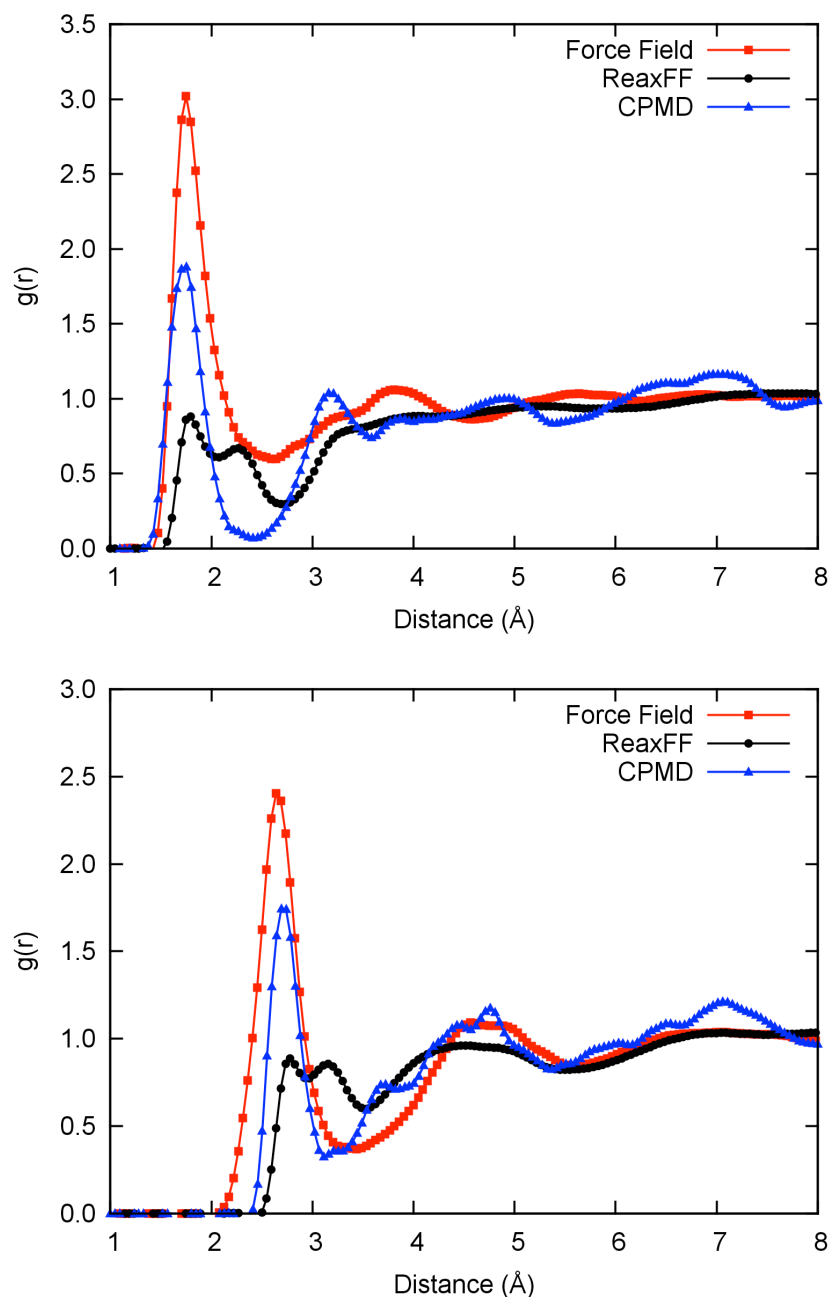 3.5
3.0
2.5
2.0
1.5
1.0
0.5
0.0
g(r)
Force Field
ReaxFF
CPMD
1 2 3 4 5 6 7 8
Distance (Å)
3.0
2.5
2.0
1.5
1.0
0.5
0.0
g(r)
Force Field
ReaxFF
CPMD
1 2 3 4 5 6 7 8
Distance (Å)